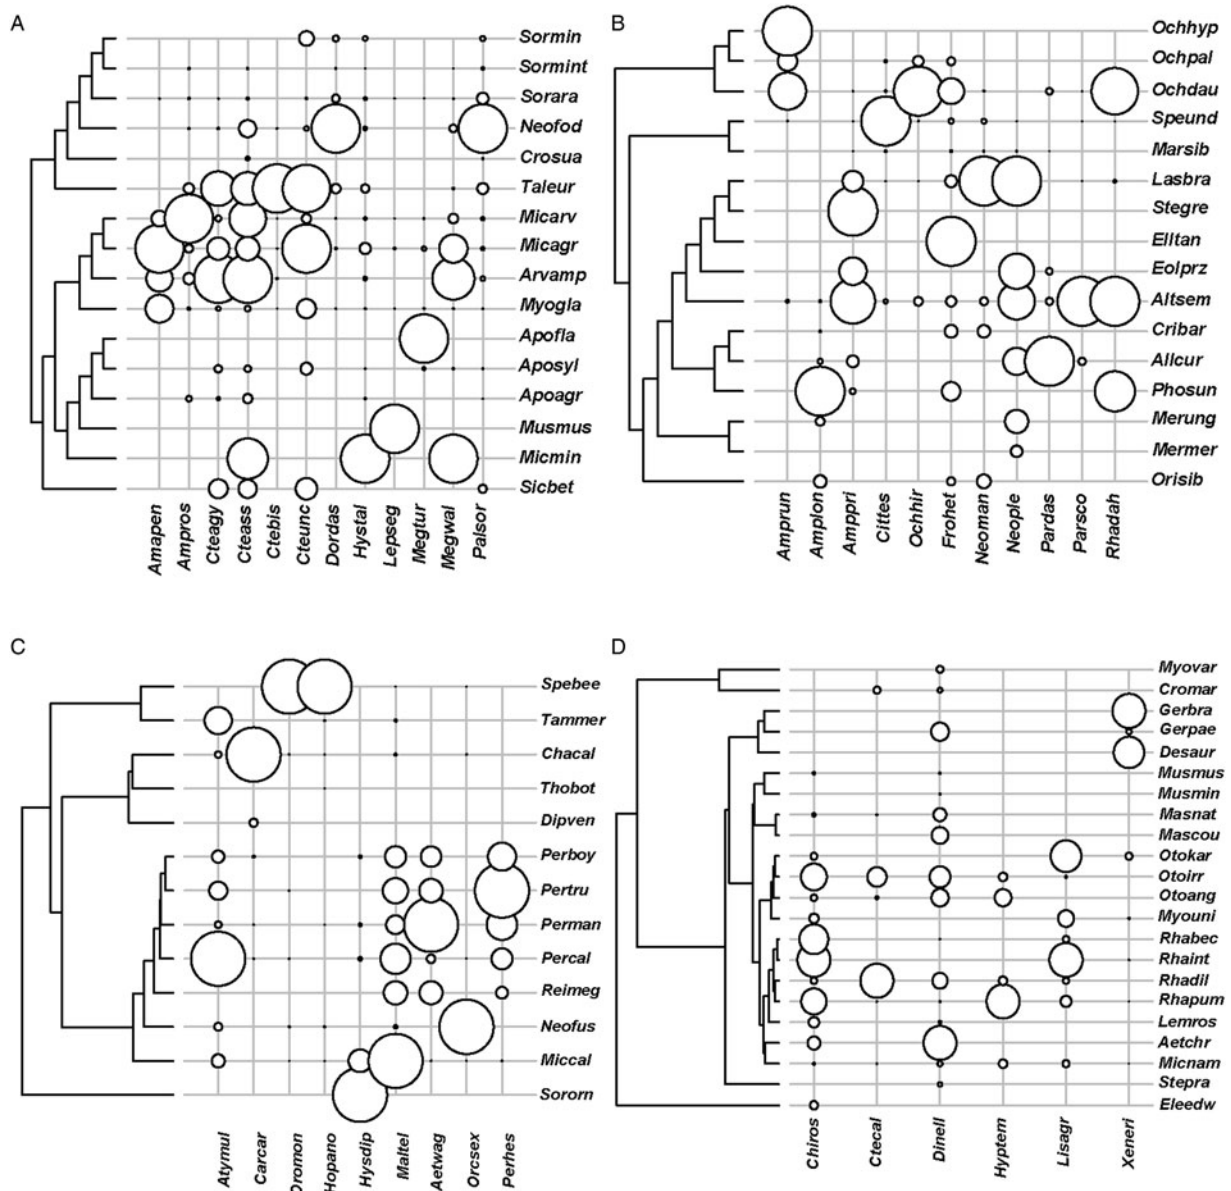 A
Sormin
Sormint
Sorara
Neofod
Crosua
Taleur
Micarv
Micagr
Arvamp
Myogla
Apofla
Aposyl
Apoagr
Musmus
Micmin
Sicbet
Amapen
Ampros
Cteagy
Cteass
Ctebis
Cteunc
Dordas
Hystal
Lepseg
Megtur
Megwal
Palsor
B
Ochhyp
Ochpal
Ochdau
Speund
Marsib
Lasbra
Stegre
Elltan
Eolprz
Altsem
Cribar
Allcur
Phosun
Merung
Mermer
Orisib
Amprun
Amplon
Amppri
Cittes
Ochhir
Frohet
Neoman
Neople
Pardas
Parsco
Rhadah
C
Spebee
Tammer
Chacal
Thobot
Dipven
Perboy
Pertru
Perman
Percal
Reimeg
Neofus
Miccal
Sororn
Atymul
Carcar
Oromon
Hopano
Hysdip
Maltel
Aetwag
Orcsex
Perhes
D
Myovar
Cromar
Gerbra
Gerpae
Desaur
Musmus
Musmin
Masnat
Mascou
Otokar
Otoirr
Otoang
Myouni
Rhabec
Rhaint
Rhadil
Rhapum
Lemros
Aetchr
Micnam
Stepra
Eleedw
Chiros
Ctecal
Dinell
Hyptem
Lisagr
Xeneri